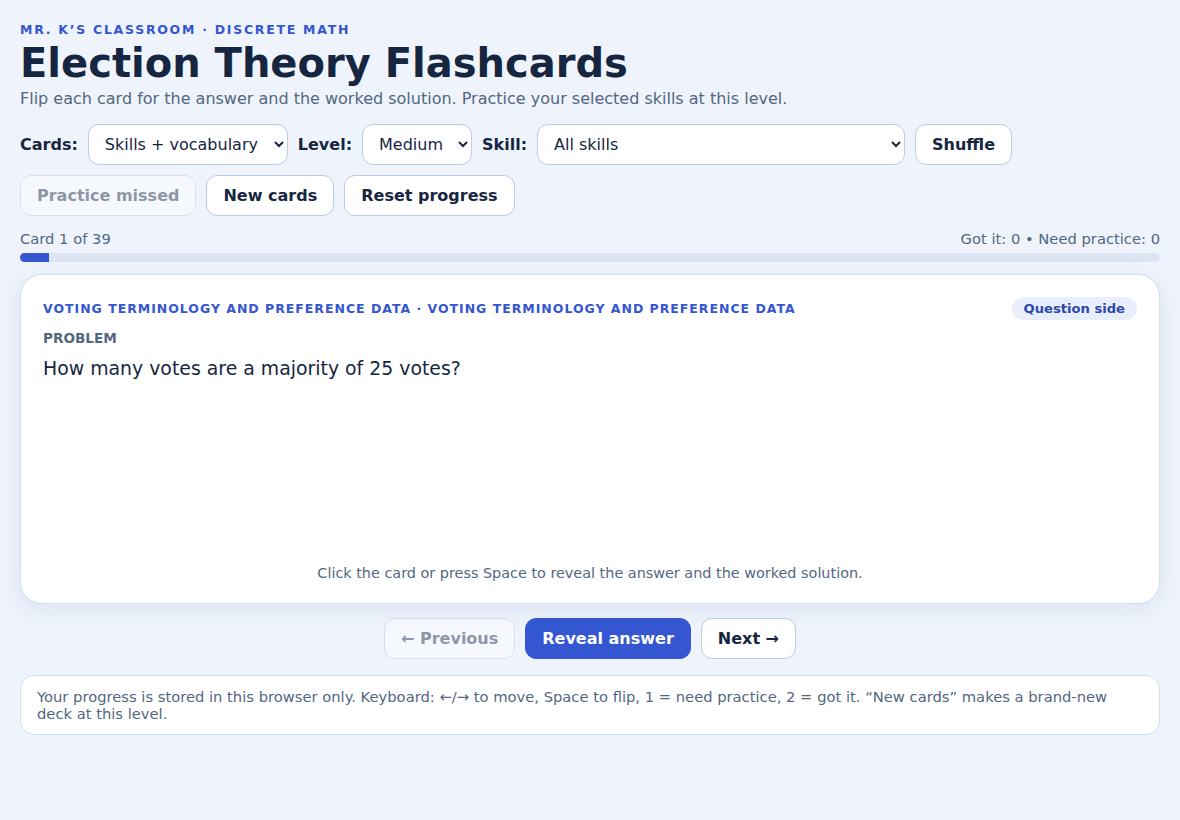 MR. K’S CLASSROOM · DISCRETE MATH
Election Theory Flashcards
Flip each card for the answer and the worked solution. Practice your selected skills at this level.
Cards: Skills + vocabulary Level: Medium Skill: All skills Shuffle
Practice missed New cards Reset progress
Card 1 of 39 Got it: 0 • Need practice: 0
VOTING TERMINOLOGY AND PREFERENCE DATA · VOTING TERMINOLOGY AND PREFERENCE DATA Question side
PROBLEM
How many votes are a majority of 25 votes?
Click the card or press Space to reveal the answer and the worked solution.
← Previous Reveal answer Next →
Your progress is stored in this browser only. Keyboard: ←/→ to move, Space to flip, 1 = need practice, 2 = got it. “New cards” makes a brand-new
deck at this level.